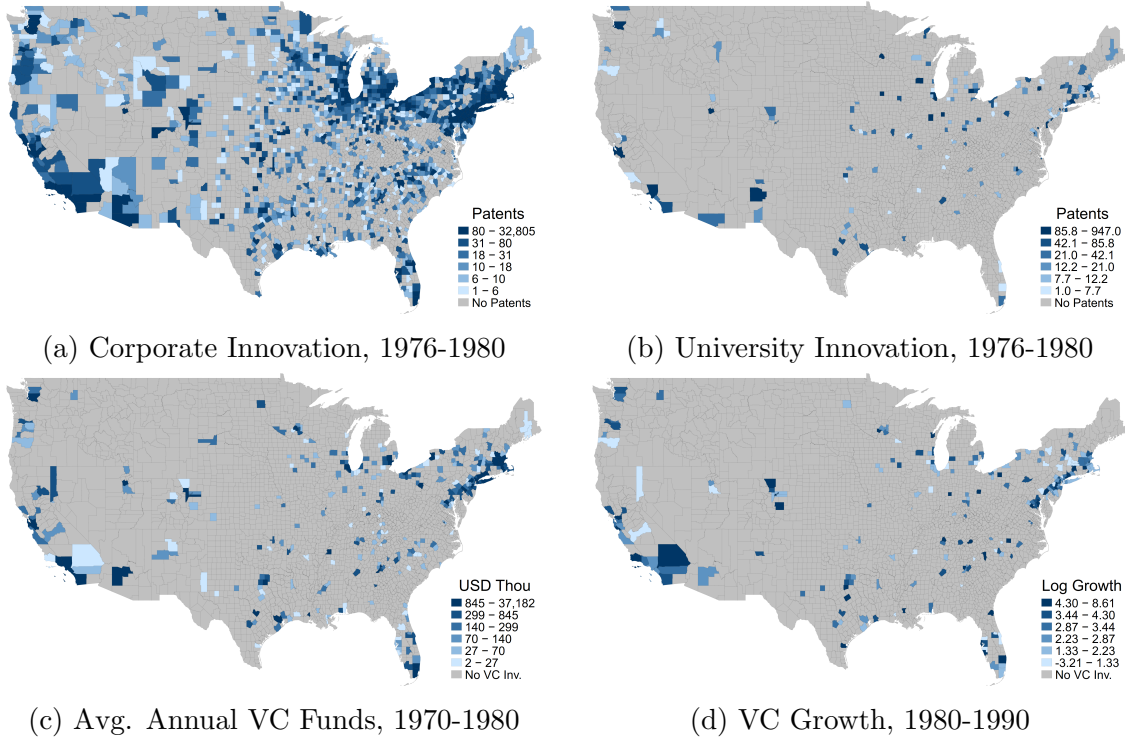 Patents
80 – 32,805
31 – 80
18 – 31
10 – 18
6 – 10
1 – 6
No Patents
(a) Corporate Innovation, 1976-1980
Patents
85.8 – 947.0
42.1 – 85.8
21.0 – 42.1
12.2 – 21.0
7.7 – 12.2
1.0 – 7.7
No Patents
(b) University Innovation, 1976-1980
USD Thou
845 – 37,182
299 – 845
140 – 299
70 – 140
27 – 70
2 – 27
No VC Inv.
(c) Avg. Annual VC Funds, 1970-1980
Log Growth
4.30 – 8.61
3.44 – 4.30
2.87 – 3.44
2.23 – 2.87
1.33 – 2.23
-3.21 – 1.33
No VC Inv.
(d) VC Growth, 1980-1990